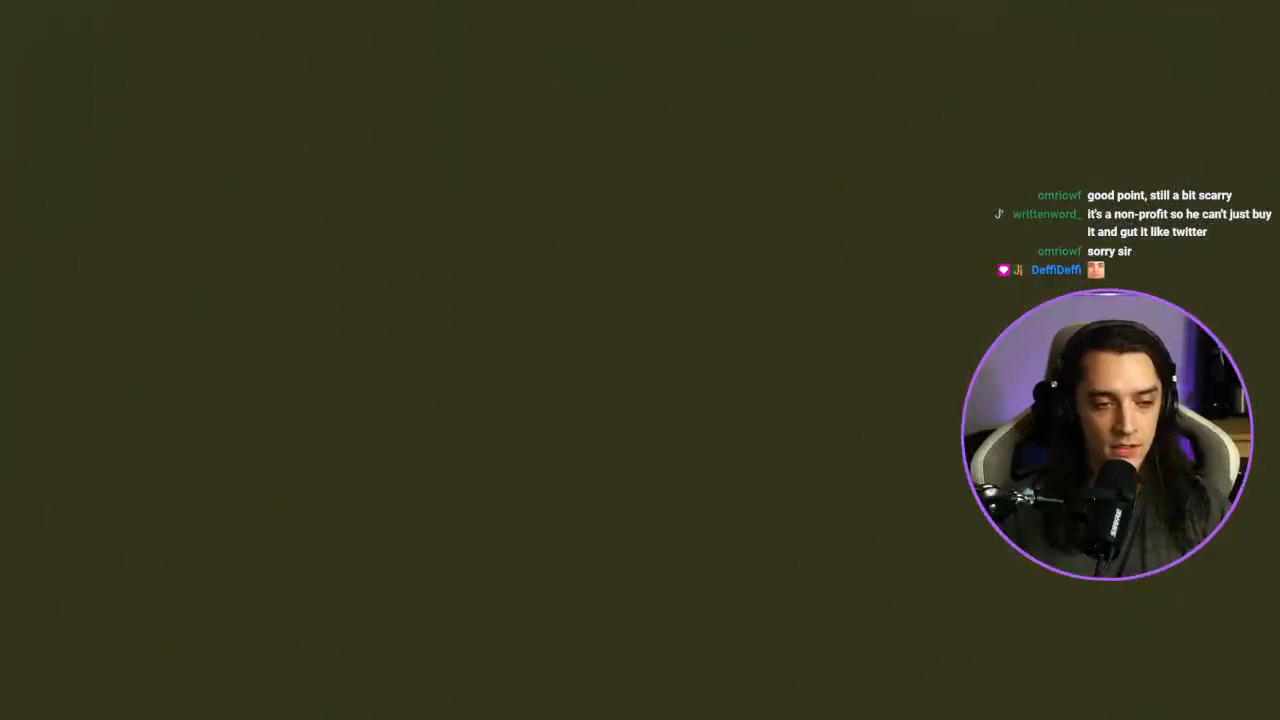 omriowf good point, still a bit scarry
writtenword_ it's a non-profit so he can't just buy
it and gut it like twitter
omriowf sorry sir
DeffiDeffi
SHURE